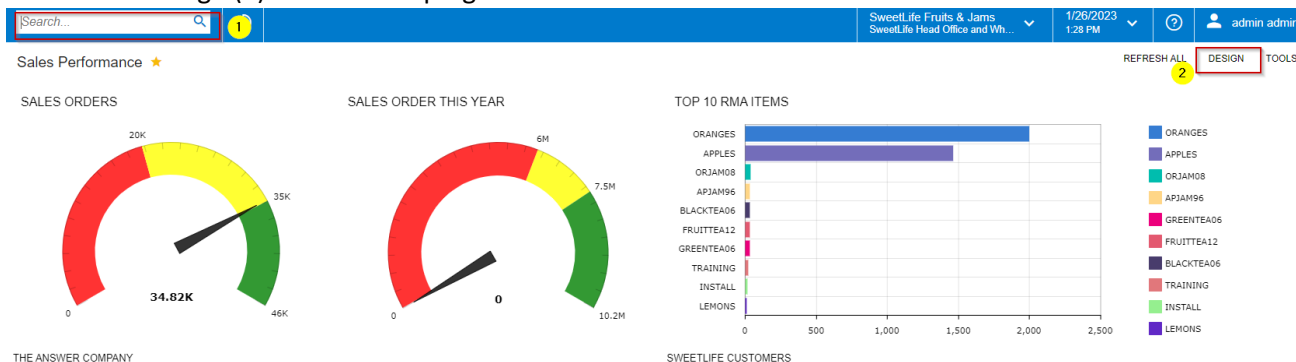 Search...
1
SweetLife Fruits & Jams
SweetLife Head Office and Wh...
1/26/2023
1:28 PM
?
admin admin
Sales Performance
REFRESH ALL DESIGN TOOLS
2
SALES ORDERS
SALES ORDER THIS YEAR
TOP 10 RMA ITEMS
20K
35K
34.82K
0
46K
6M
7.5M
0
0
10.2M
ORANGES
APPLES
ORJAM08
APJAM96
BLACKTEA06
FRUITTEA12
GREENTEA06
TRAINING
INSTALL
LEMONS
0 500 1,000 1,500 2,000 2,500
ORANGES
APPLES
ORJAM08
APJAM96
GREENTEA06
FRUITTEA12
BLACKTEA06
TRAINING
INSTALL
LEMONS
THE ANSWER COMPANY
SWEETLIFE CUSTOMERS